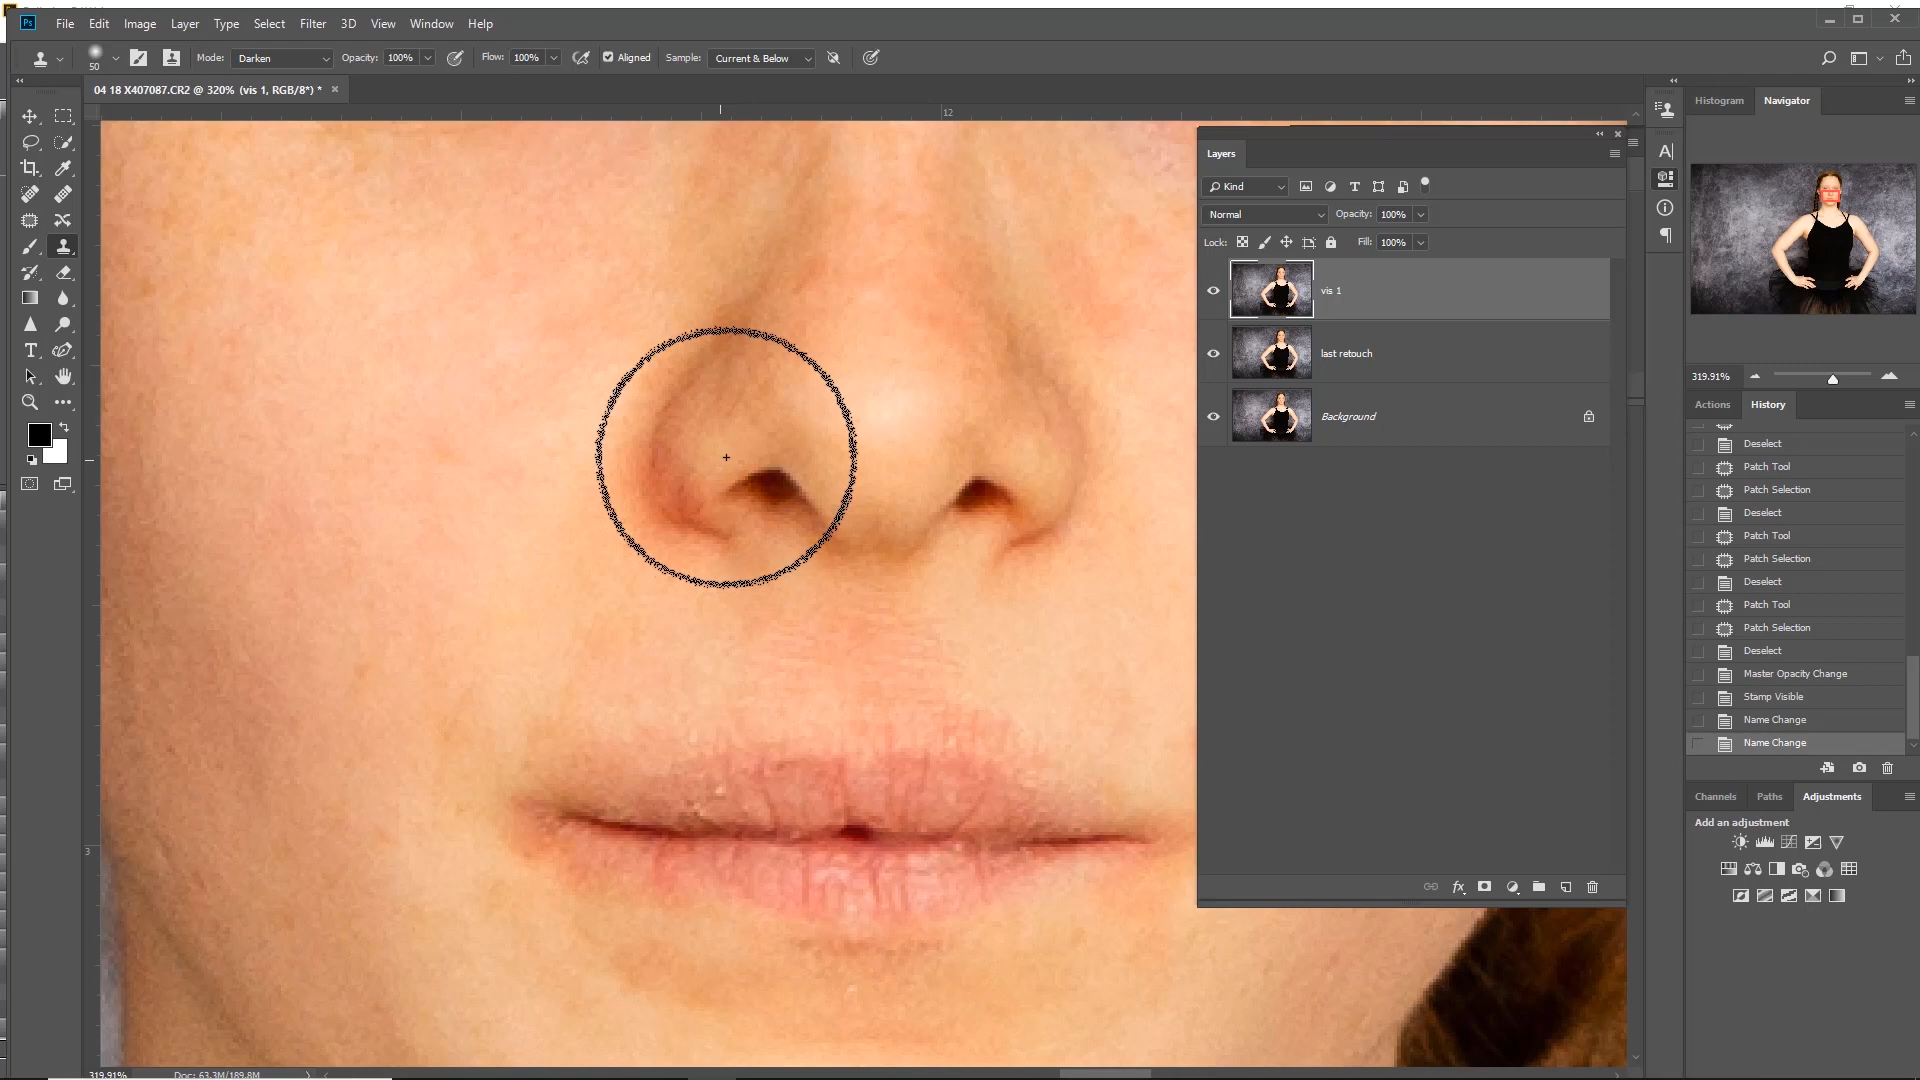 Ps File Edit Image Layer Type Select Filter 3D View Window Help
50 Mode: Darken Opacity: 100% Flow: 100% Aligned Sample: Current & Below
04 18 X407087.CR2 @ 320% (vis 1, RGB/8*) *
12
3
Layers
Kind
Normal Opacity: 100%
Lock: Fill: 100%
vis 1
last retouch
Background
Histogram Navigator
319.91%
Actions History
Deselect
Patch Tool
Patch Selection
Deselect
Patch Tool
Patch Selection
Deselect
Patch Tool
Patch Selection
Deselect
Master Opacity Change
Stamp Visible
Name Change
Name Change
Channels Paths Adjustments
Add an adjustment
319.91% Doc: 63.3M/189.8M